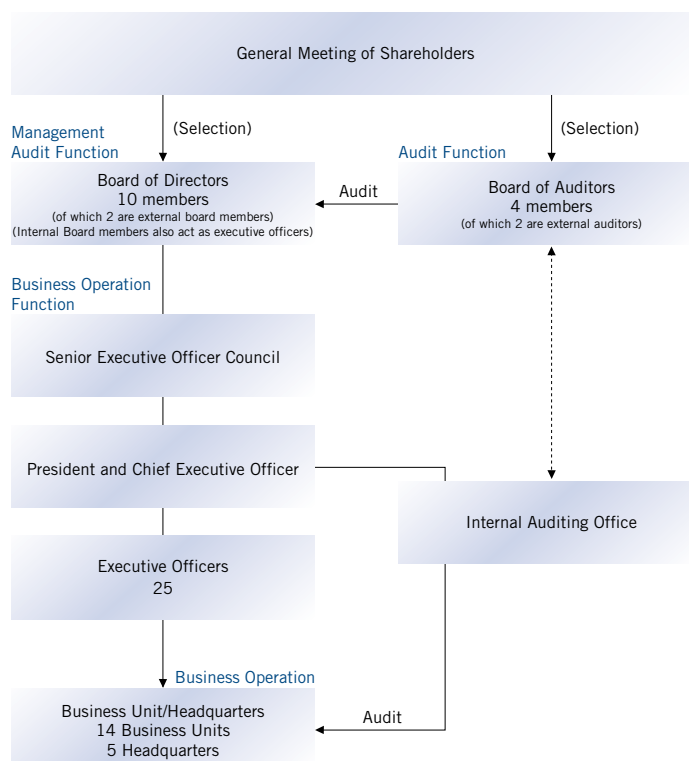 General Meeting of Shareholders
(Selection)
(Selection)
Management
Audit Function
Audit Function
Board of Directors
10 members
(of which 2 are external board members)
(Internal Board members also act as executive officers)
Audit
Board of Auditors
4 members
(of which 2 are external auditors)
Business Operation
Function
Senior Executive Officer Council
President and Chief Executive Officer
Internal Auditing Office
Executive Officers
25
Business Operation
Business Unit/Headquarters
14 Business Units
5 Headquarters
Audit